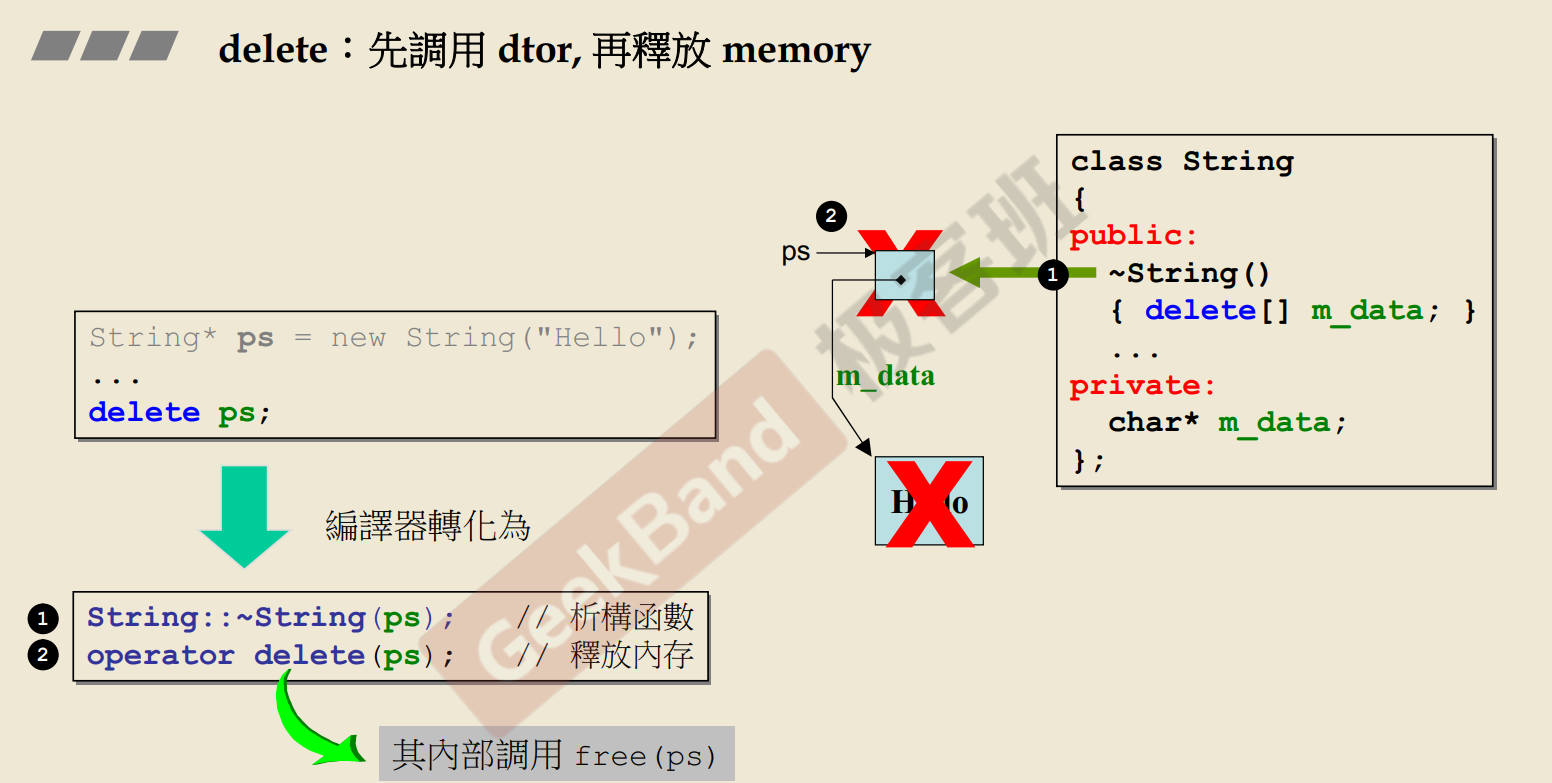 delete：先調用 dtor, 再釋放 memory
String* ps = new String("Hello");
...
delete ps;
編譯器轉化為
1 String::~String(ps); // 析構函數
2 operator delete(ps); // 釋放內存
其內部調用 free(ps)
2
ps
1
m_data
class String
{
public:
~String()
{ delete[] m_data; }
...
private:
char* m_data;
};
GeekBand 极客班